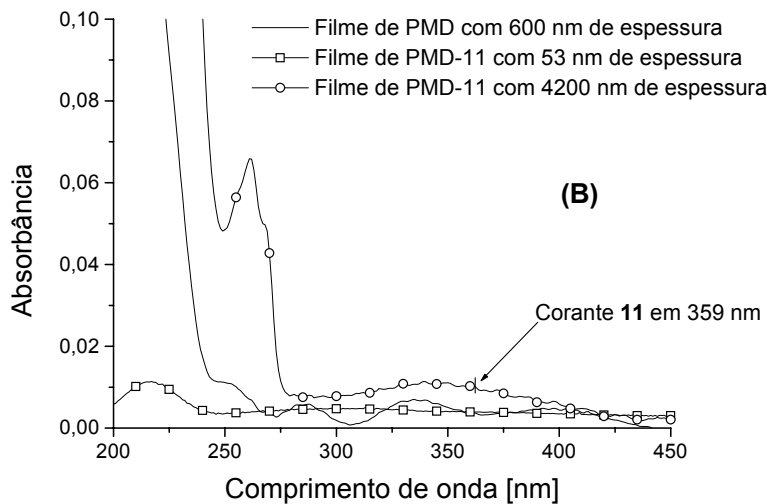 0,10
0,08
0,06
0,04
0,02
0,00
Absorbância
Filme de PMD com 600 nm de espessura
Filme de PMD-11 com 53 nm de espessura
Filme de PMD-11 com 4200 nm de espessura
(B)
Corante 11 em 359 nm
200 250 300 350 400 450
Comprimento de onda [nm]